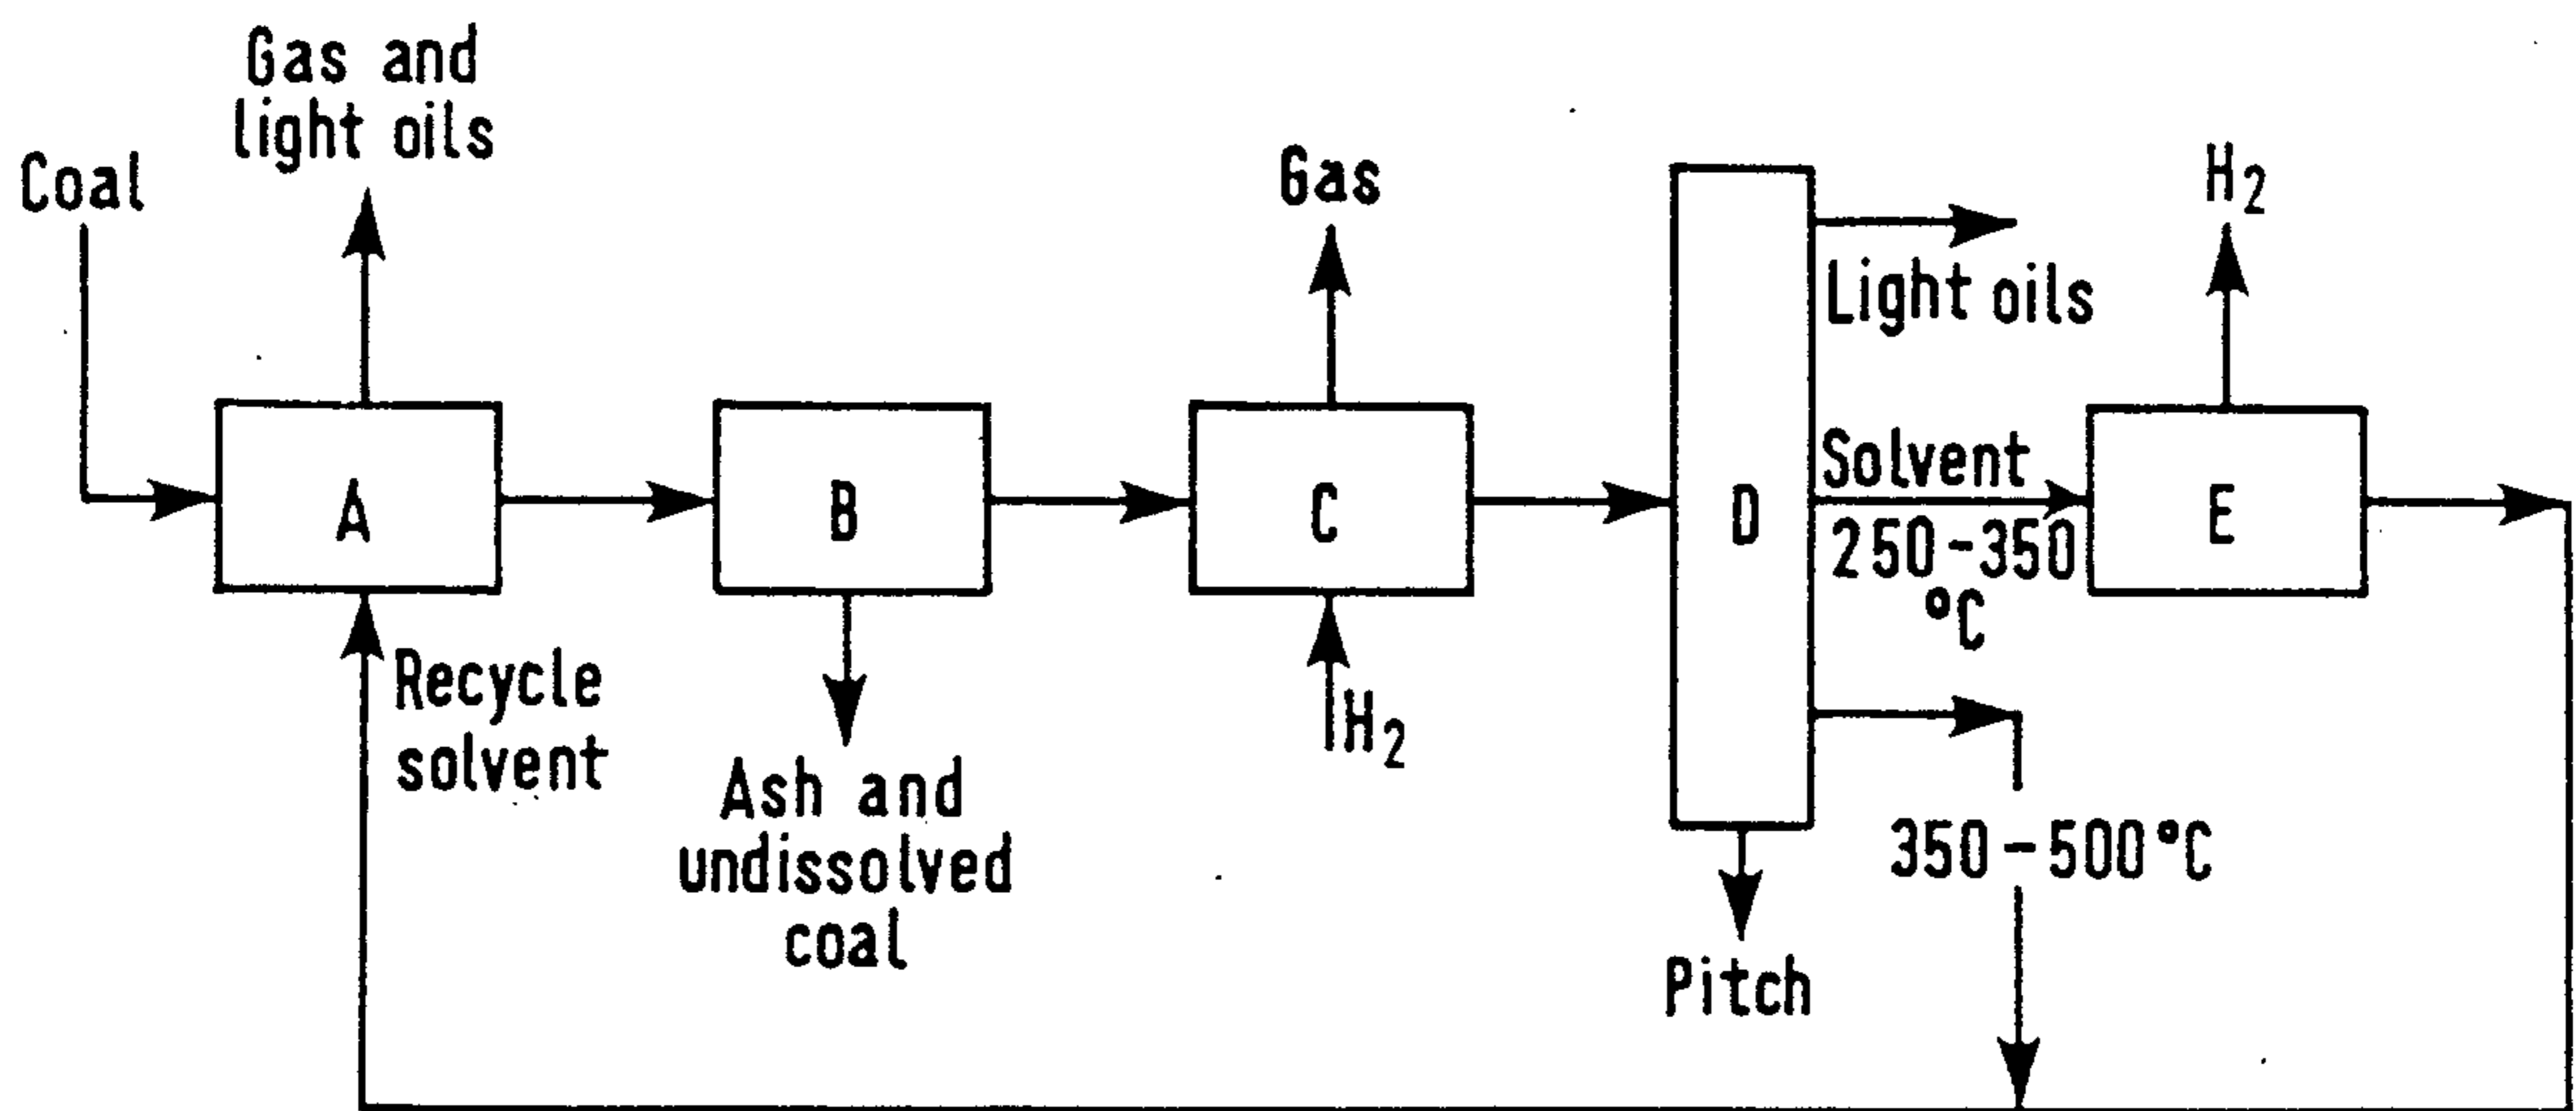 Gas and
light oils
Coal
Gas
H2
Light oils
A
B
C
D
Solvent
250-350
°C
E
Recycle
solvent
H2
Ash and
undissolved
coal
350-500°C
Pitch